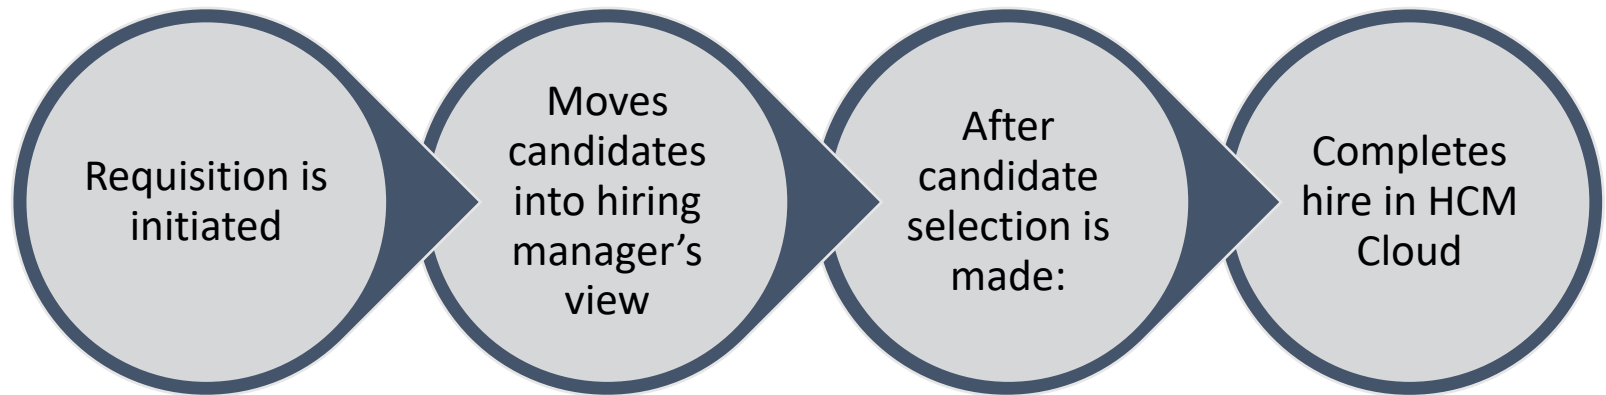 Requisition is
initiated
Moves
candidates
into hiring
manager’s
view
After
candidate
selection is
made:
Completes
hire in HCM
Cloud